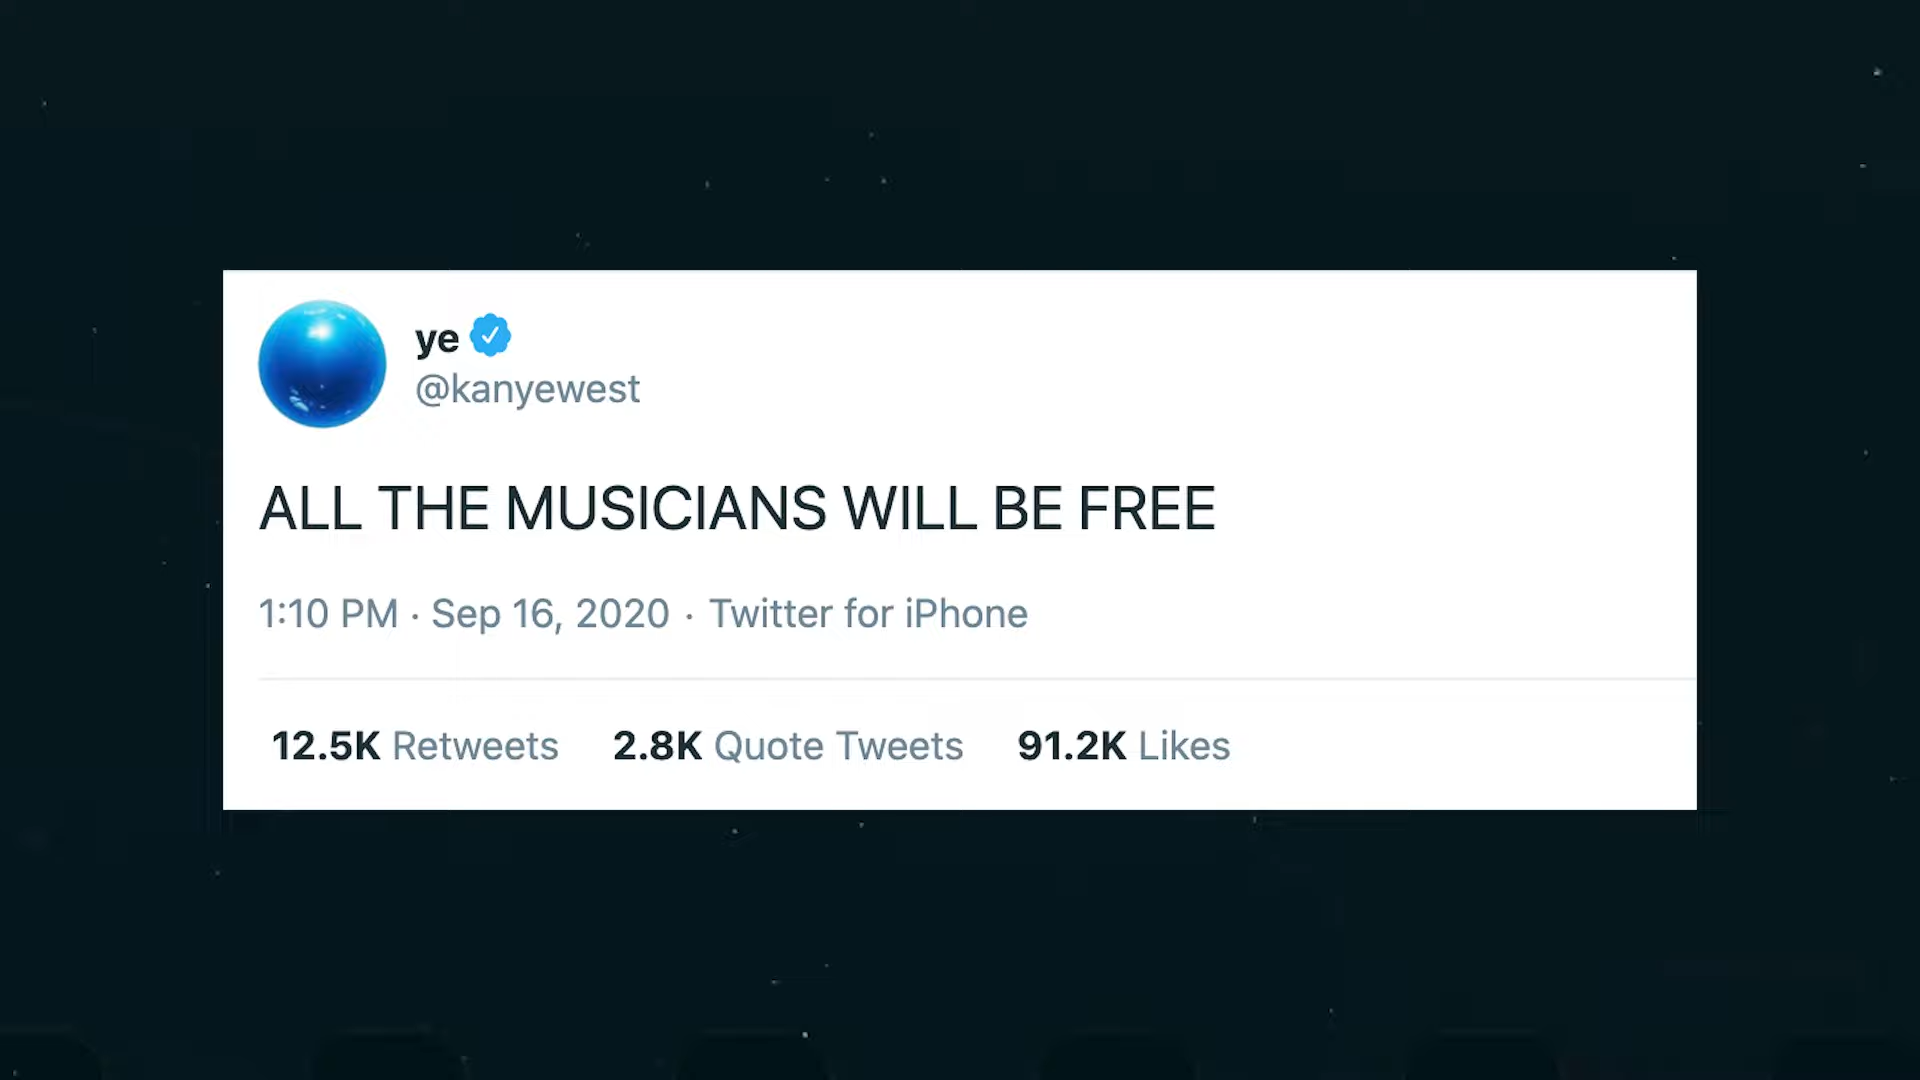 ye
@kanyewest
ALL THE MUSICIANS WILL BE FREE
1:10 PM · Sep 16, 2020 · Twitter for iPhone
12.5K Retweets 2.8K Quote Tweets 91.2K Likes